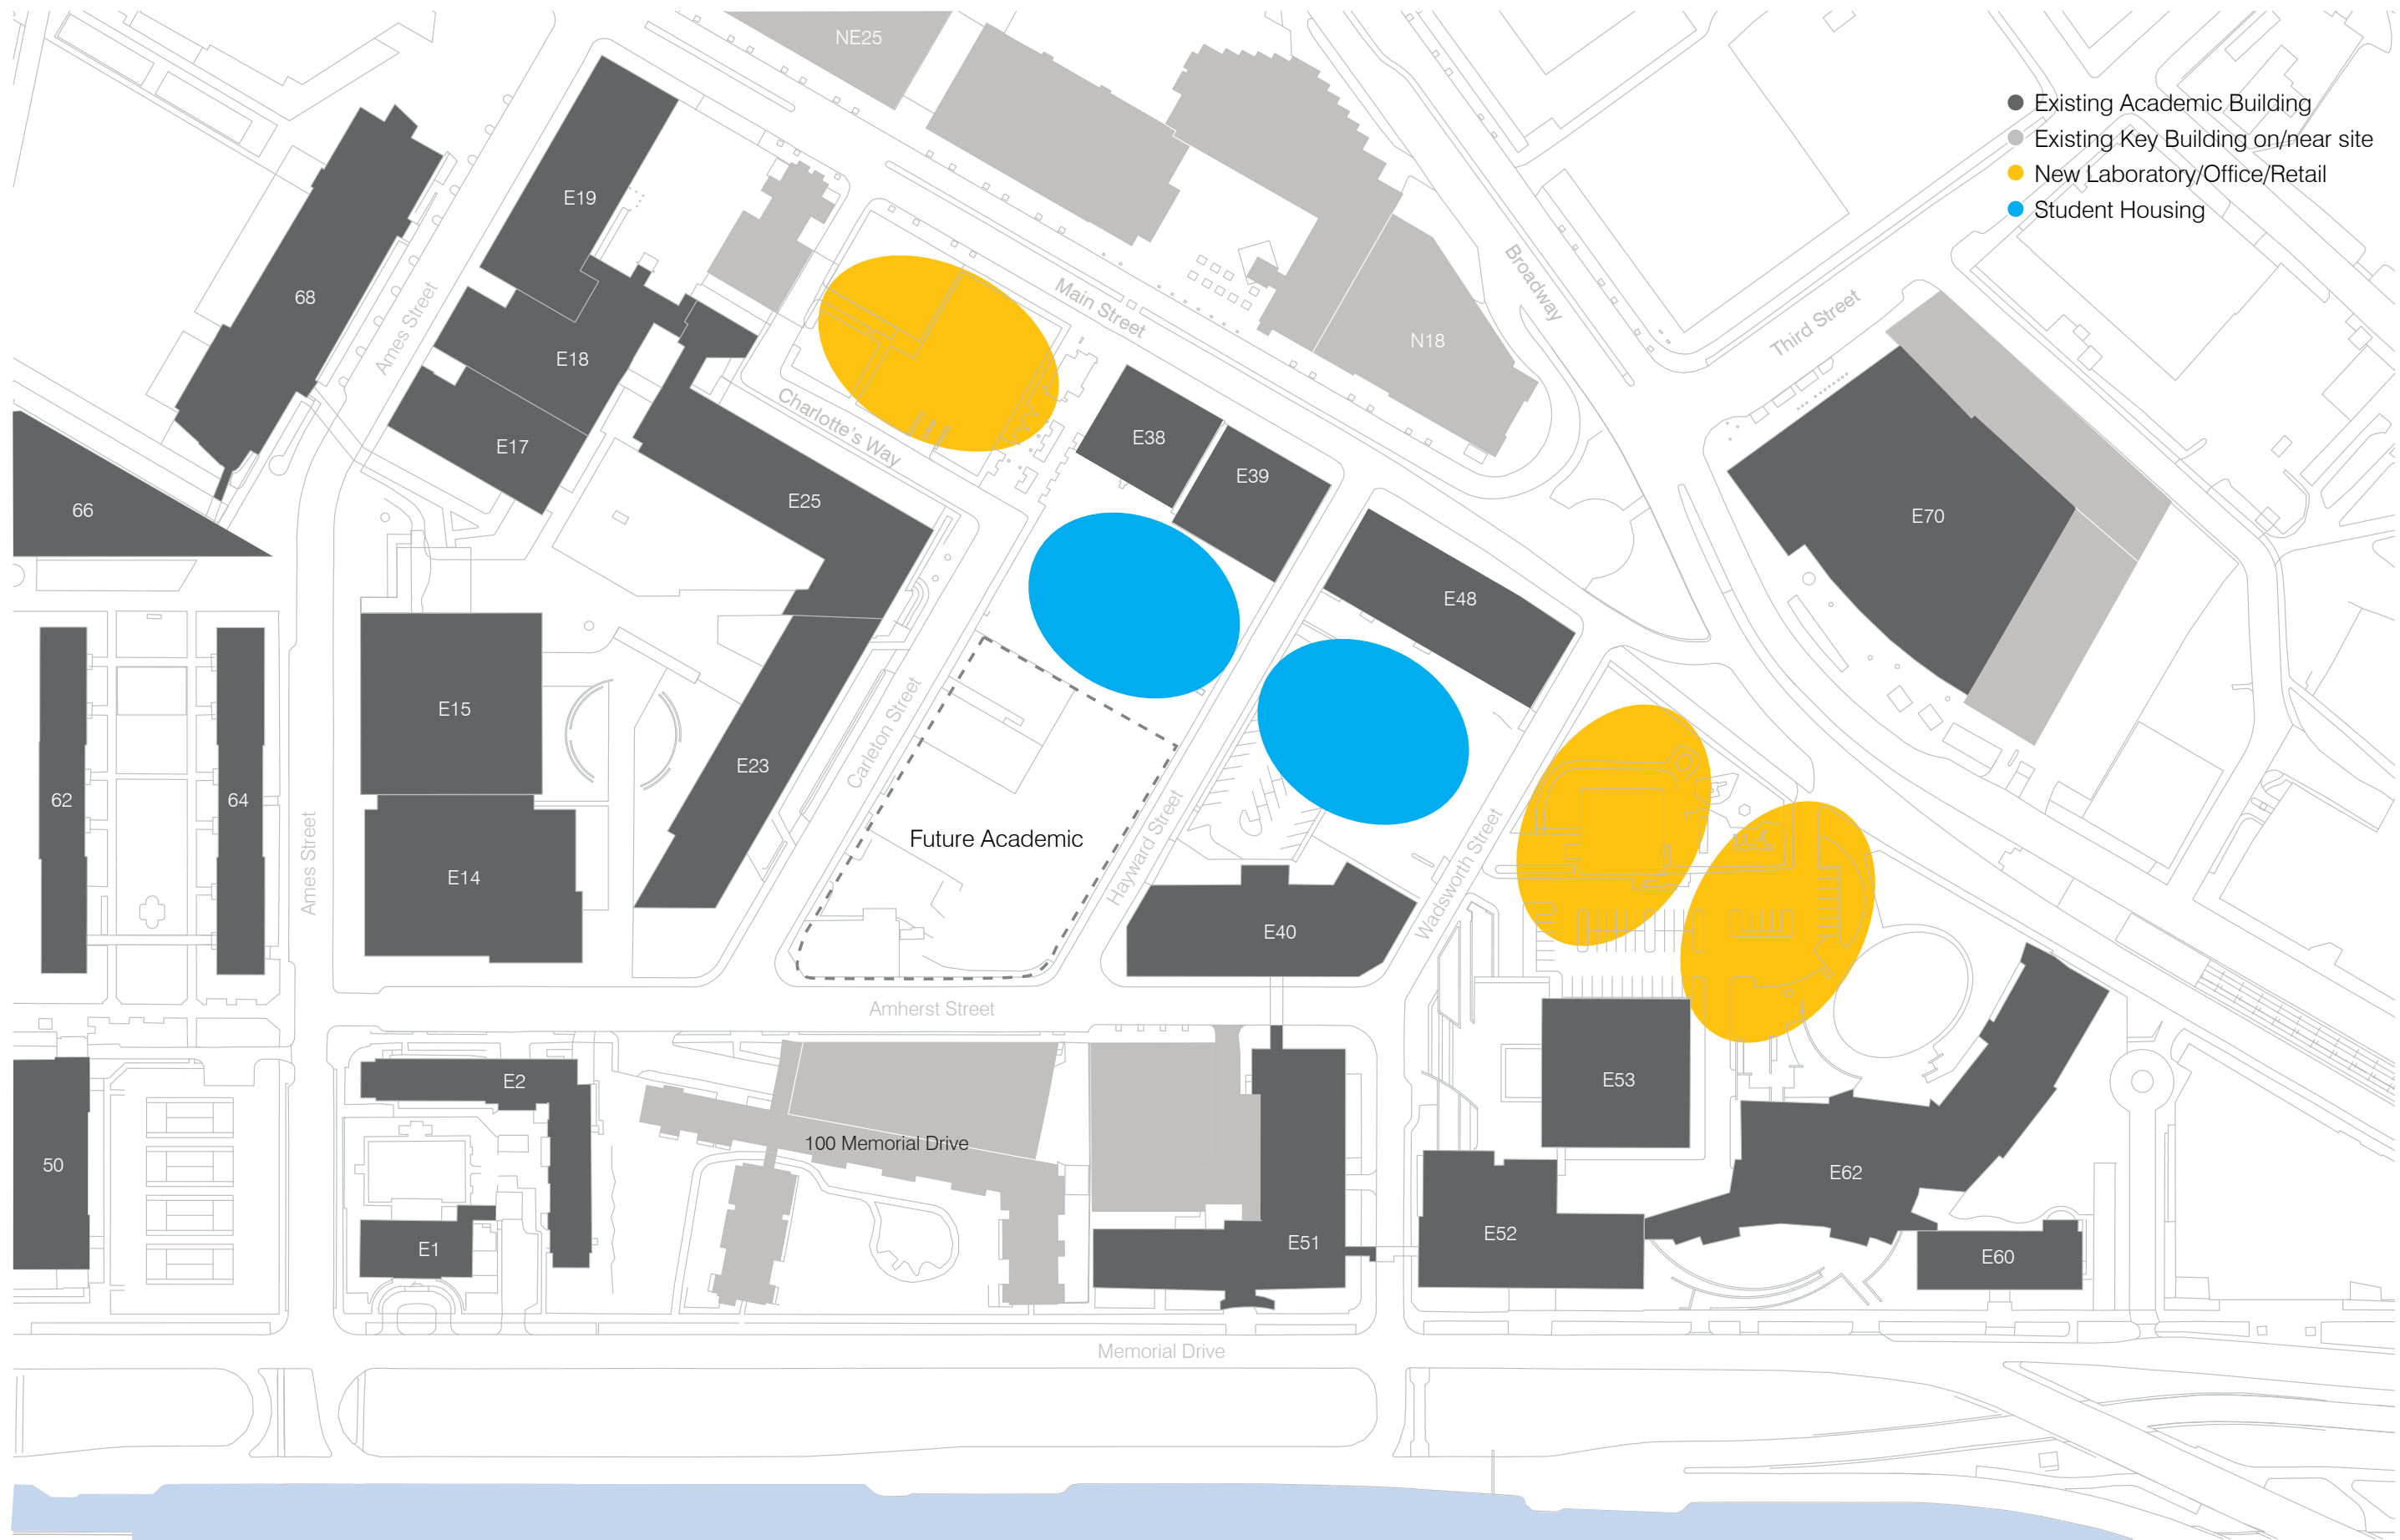 NE25
Existing Academic Building
Existing Key Building on/near site
New Laboratory/Office/Retail
Student Housing
E19
68
Ames Street
Main Street
Broadway
Third Street
N18
E18
Charlotte's Way
E38
E17
E39
E25
66
E70
E48
E15
Carleton Street
E23
62
64
Ames Street
Future Academic
Hayward Street
Wadsworth Street
E14
E40
Amherst Street
E2
E53
100 Memorial Drive
50
E62
E1
E51
E52
E60
Memorial Drive